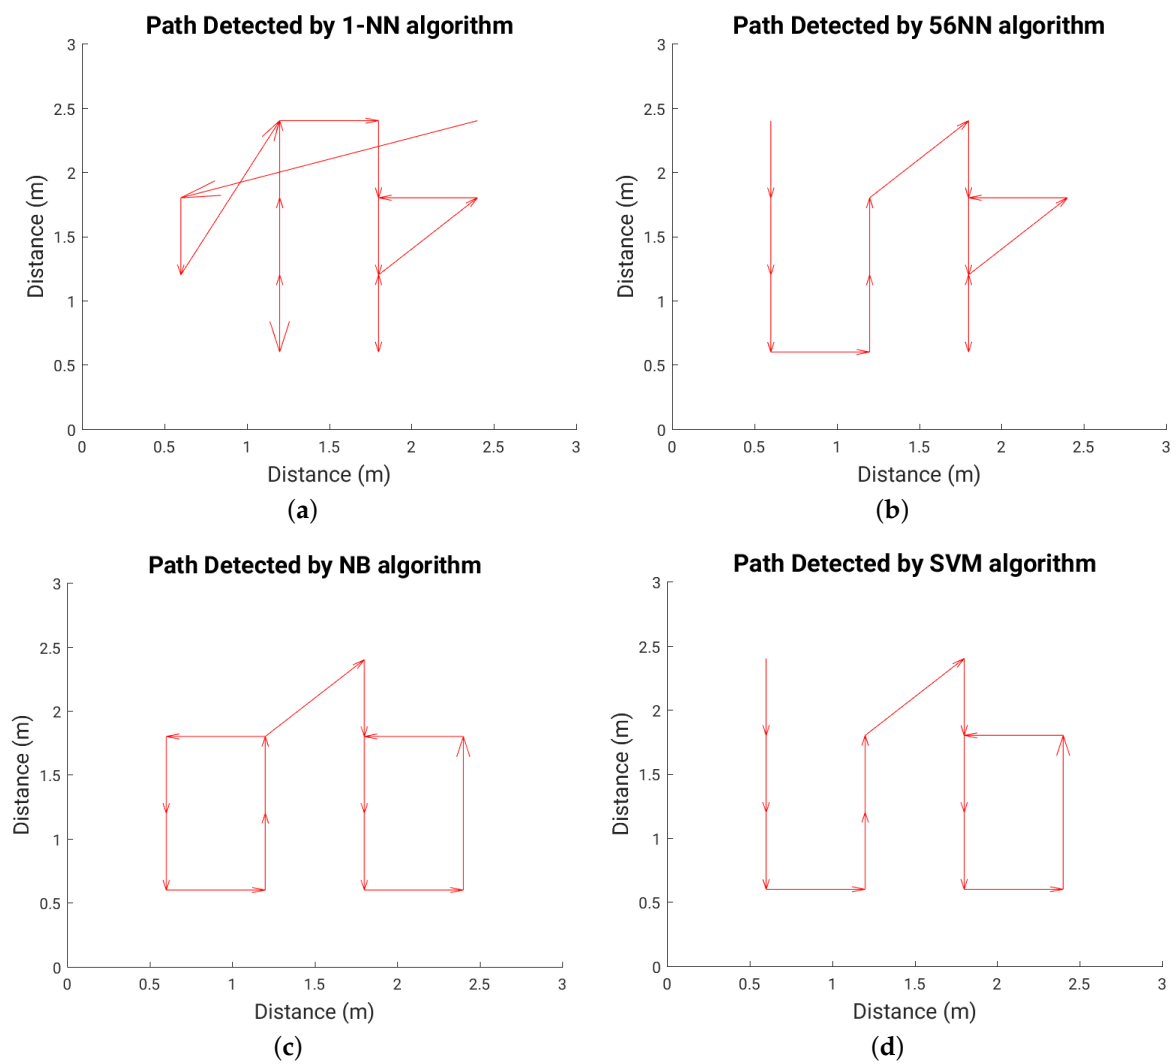 Path Detected by 1-NN algorithm
3
2.5
2
1.5
1
0.5
0
Distance (m)
0 0.5 1 1.5 2 2.5 3
Distance (m)
(a)
Path Detected by 56NN algorithm
3
2.5
2
1.5
1
0.5
0
Distance (m)
0 0.5 1 1.5 2 2.5 3
Distance (m)
(b)
Path Detected by NB algorithm
3
2.5
2
1.5
1
0.5
0
Distance (m)
0 0.5 1 1.5 2 2.5 3
Distance (m)
(c)
Path Detected by SVM algorithm
3
2.5
2
1.5
1
0.5
0
Distance (m)
0 0.5 1 1.5 2 2.5 3
Distance (m)
(d)